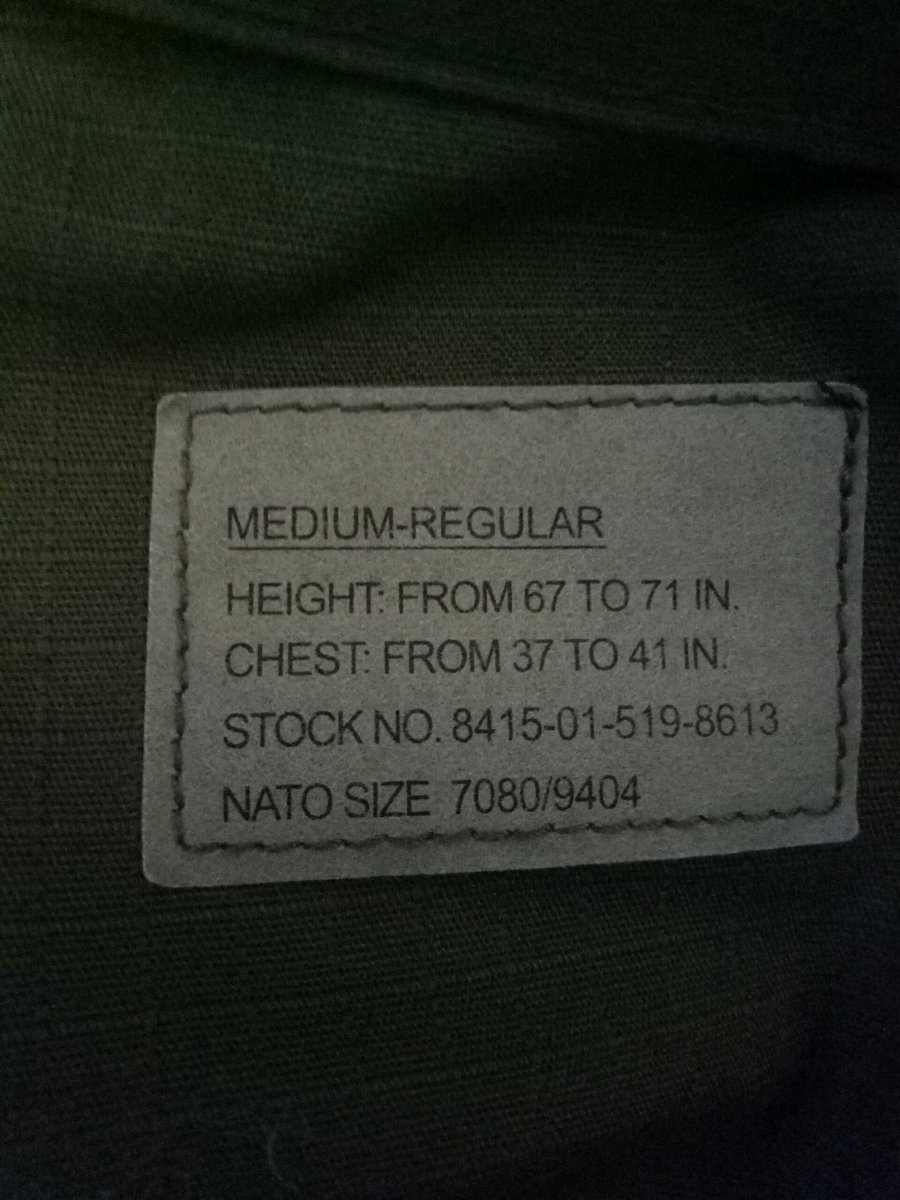 MEDIUM-REGULAR
HEIGHT: FROM 67 TO 71 IN.
CHEST: FROM 37 TO 41 IN.
STOCK NO. 8415-01-519-8613
NATO SIZE 7080/9404